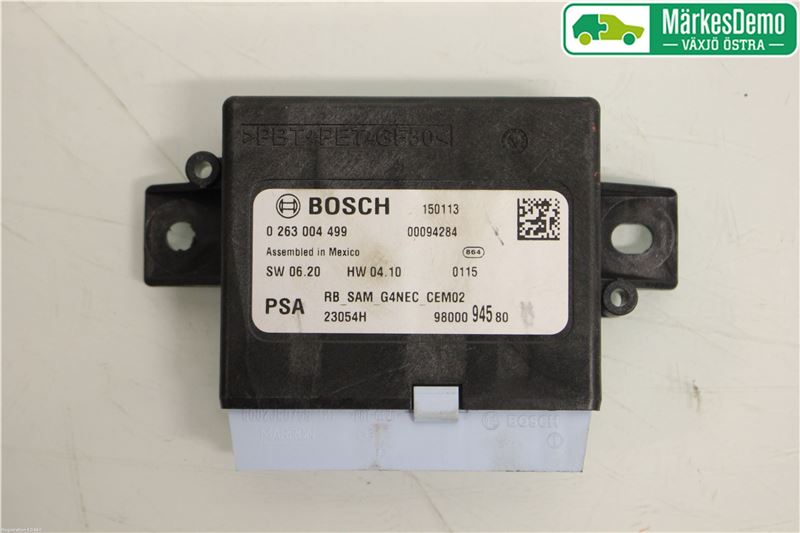 MärkesDemo
VÄXJÖ ÖSTRA
>PBT+PET-GF30<
BOSCH 150113
0 263 004 499 00094284
Assembled in Mexico 864
SW 06.20 HW 04.10 0115
PSA RB_SAM_G4NEC_CEM02
23054H 98000 945 80
BOSCH